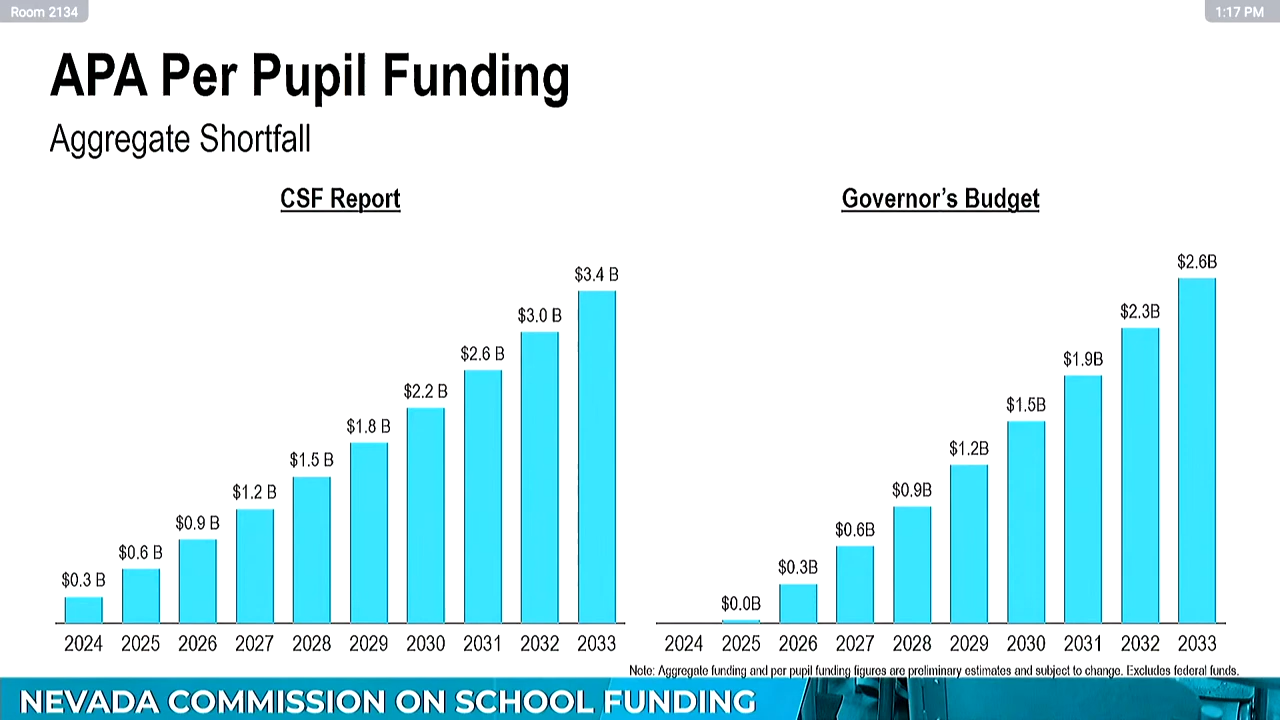 Room 2134
1:17 PM
APA Per Pupil Funding
Aggregate Shortfall
CSF Report
$0.3 B
$0.6 B
$0.9 B
$1.2 B
$1.5 B
$1.8 B
$2.2 B
$2.6 B
$3.0 B
$3.4 B
2024 2025 2026 2027 2028 2029 2030 2031 2032 2033
Governor’s Budget
$0.0B
$0.3B
$0.6B
$0.9B
$1.2B
$1.5B
$1.9B
$2.3B
$2.6B
2024 2025 2026 2027 2028 2029 2030 2031 2032 2033
Note: Aggregate funding and per pupil funding figures are preliminary estimates and subject to change. Excludes federal funds.
NEVADA COMMISSION ON SCHOOL FUNDING